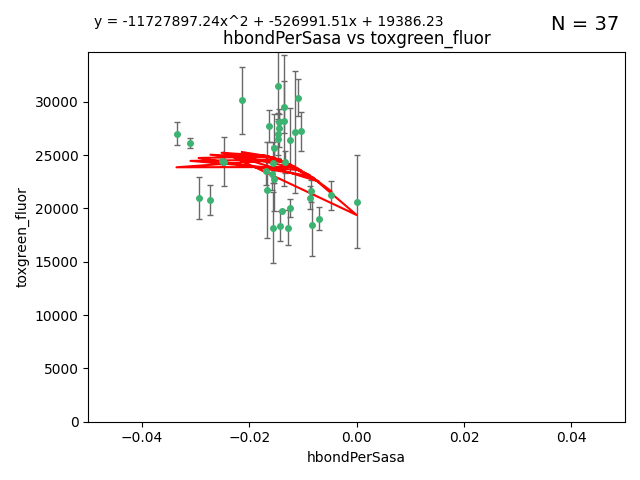 y = -11727897.24x^2 + -526991.51x + 19386.23
N = 37
hbondPerSasa vs toxgreen_fluor
toxgreen_fluor
30000
25000
20000
15000
10000
5000
0
−0.04
−0.02
0.00
0.02
0.04
hbondPerSasa